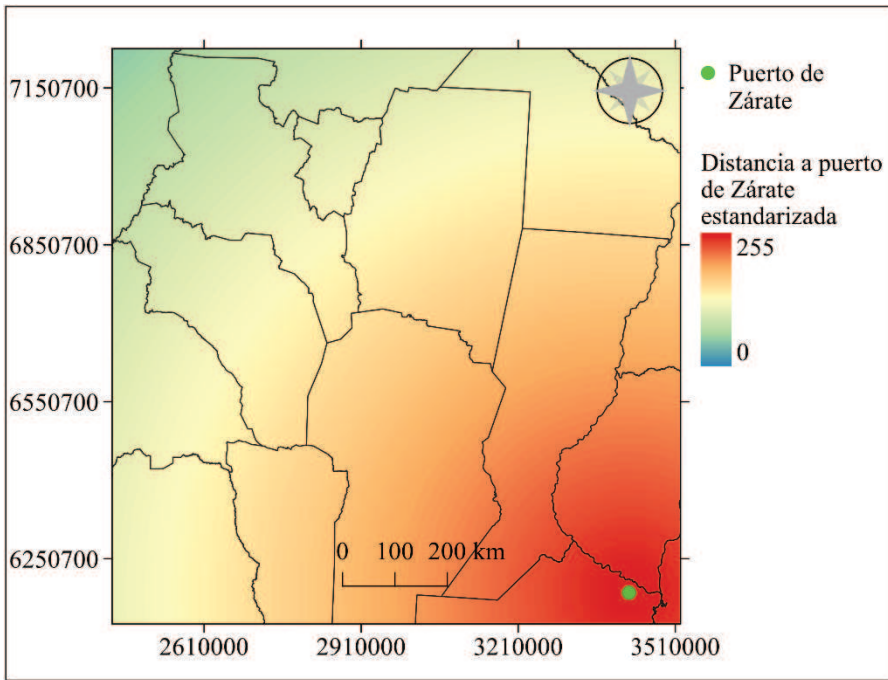 7150700
6850700
6550700
6250700
2610000 2910000 3210000 3510000
0 100 200 km
Puerto de
Zárate
Distancia a puerto
de Zárate
estandarizada
255
0